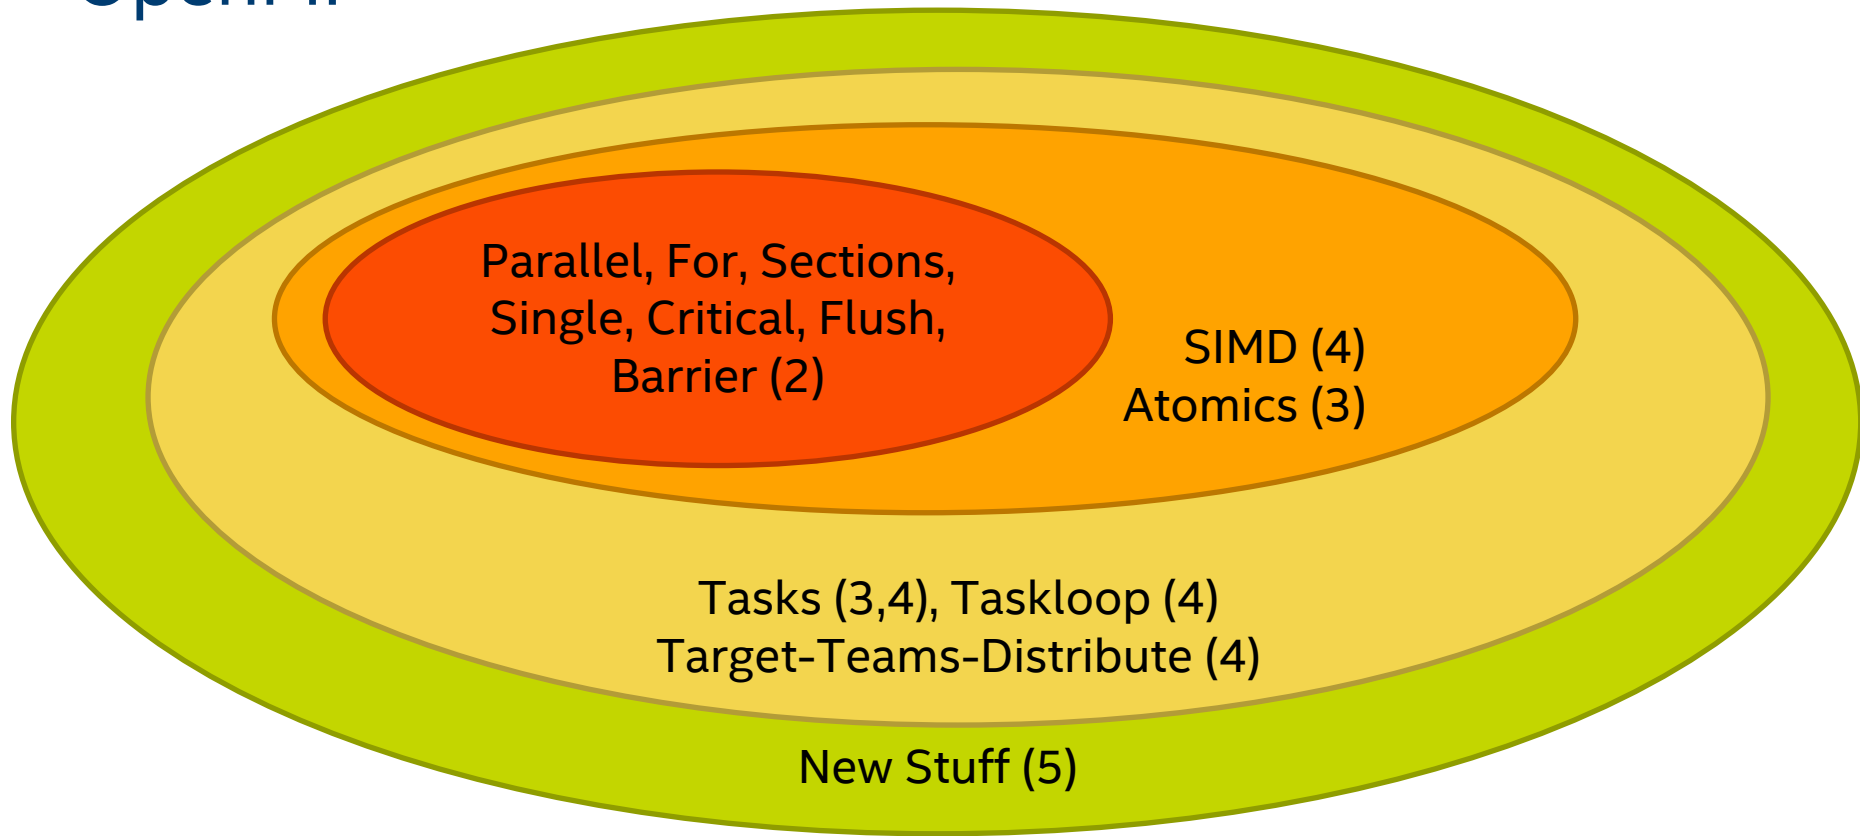 Parallel, For, Sections,
Single, Critical, Flush,
Barrier (2)
SIMD (4)
Atomics (3)
Tasks (3,4), Taskloop (4)
Target-Teams-Distribute (4)
New Stuff (5)